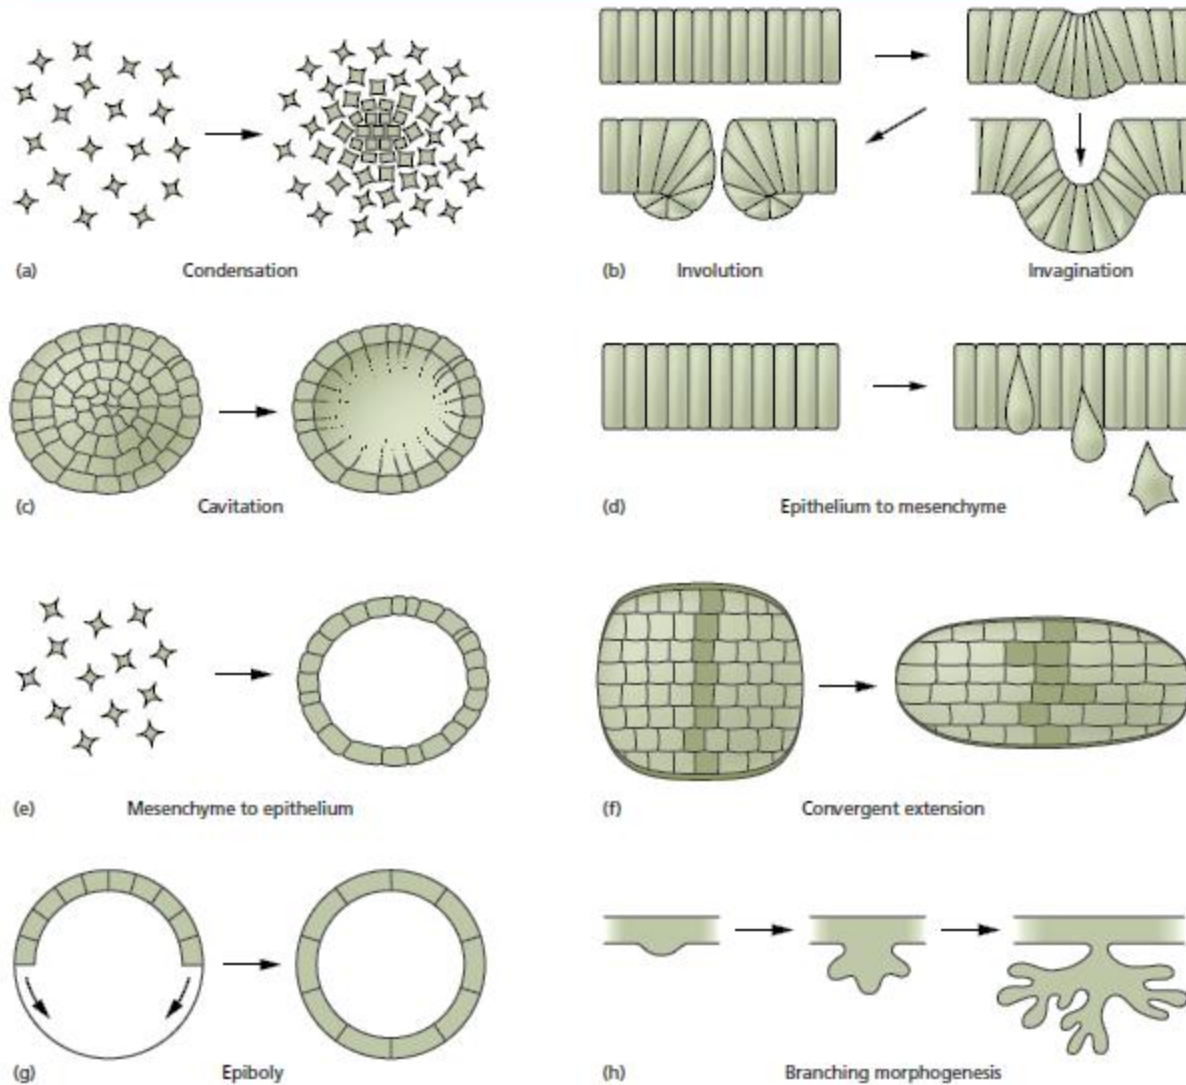 (a) Condensation
(b) Involution Invagination
(c) Cavitation
(d) Epithelium to mesenchyme
(e) Mesenchyme to epithelium
(f) Convergent extension
(g) Epiboly
(h) Branching morphogenesis